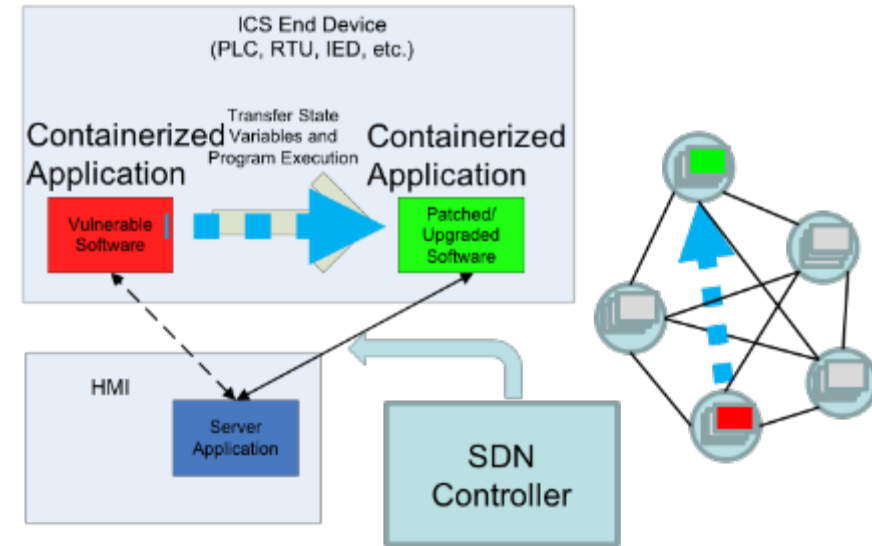 ICS End Device
(PLC, RTU, IED, etc.)
Transfer State
Variables and
Program Execution
Containerized
Application
Containerized
Application
Vulnerable
Software
Patched/
Upgraded
Software
HMI
Server
Application
SDN
Controller